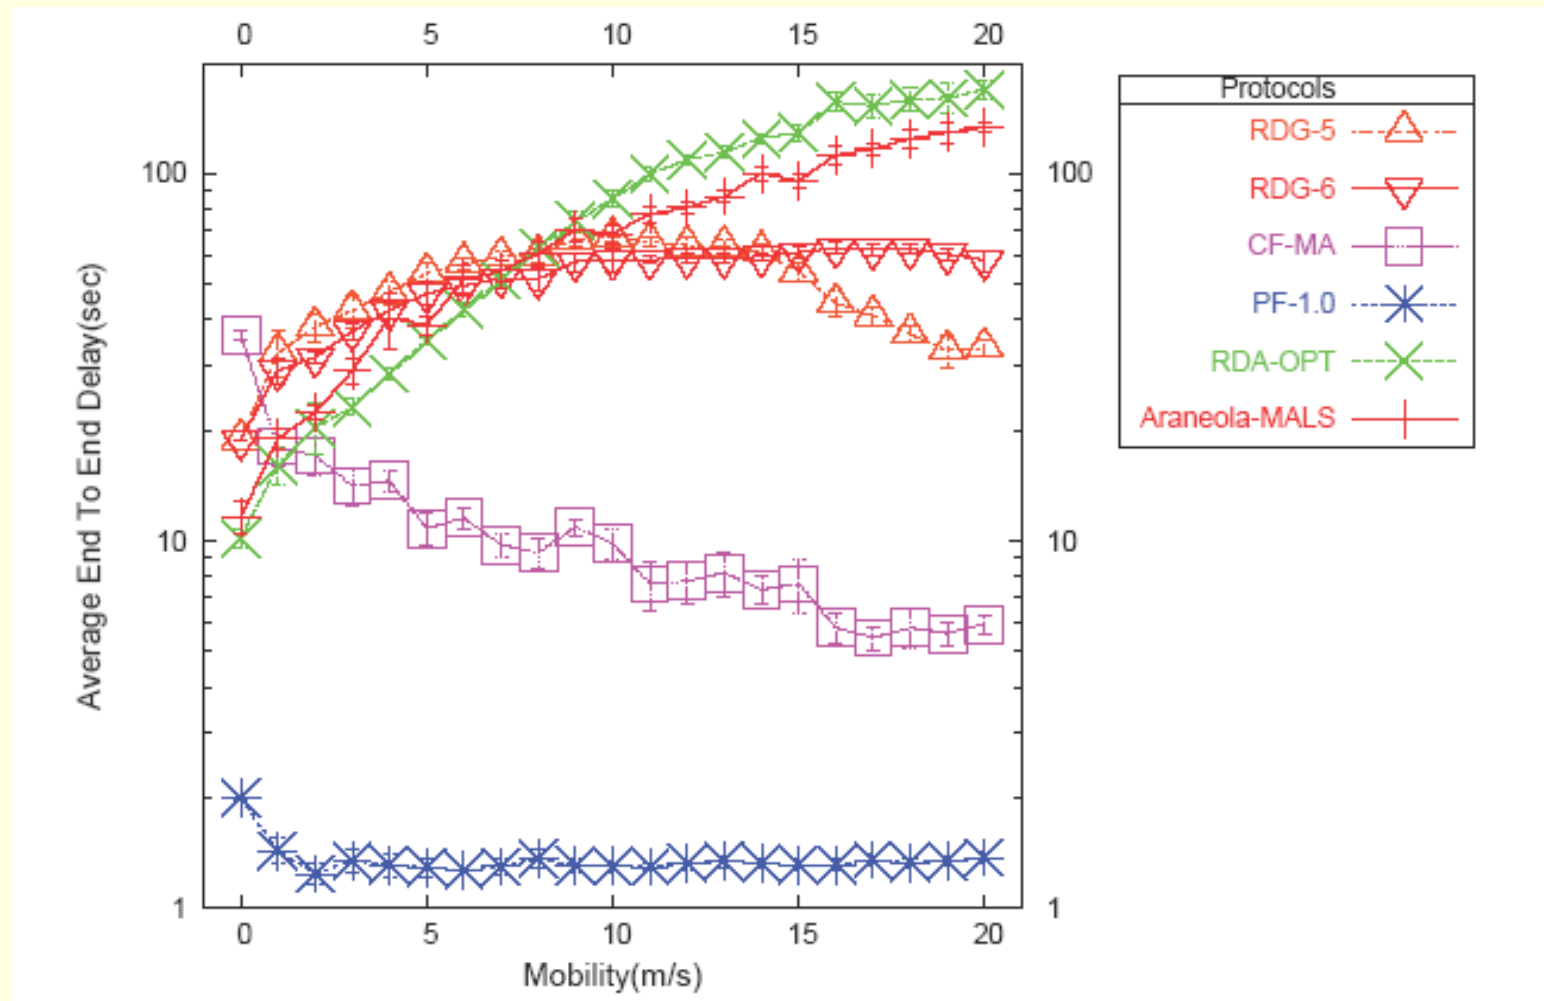 0 5 10 15 20
100 100
10 10
1 1
0 5 10 15 20
Mobility(m/s)
Average End To End Delay(sec)
Protocols
RDG-5
RDG-6
CF-MA
PF-1.0
RDA-OPT
Araneola-MALS